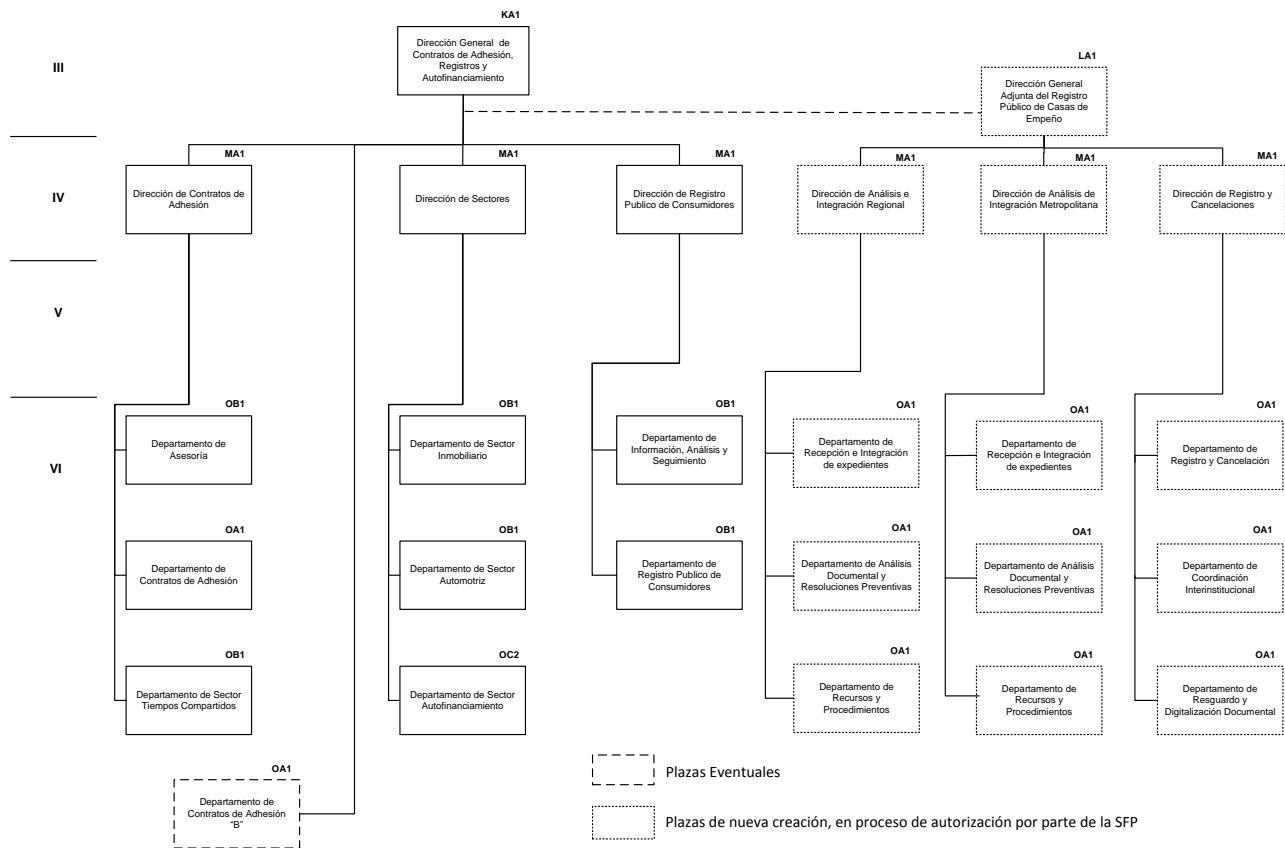 KA1
Dirección General de
Contratos de Adhesión,
Registros y
Autofinanciamiento
III
LA1
Dirección General
Adjunta del Registro
Público de Casas de
Empeño
MA1
MA1
MA1
MA1
MA1
MA1
IV
Dirección de Contratos de
Adhesión
Dirección de Sectores
Dirección de Registro
Publico de Consumidores
Dirección de Análisis e
Integración Regional
Dirección de Análisis de
Integración Metropolitana
Dirección de Registro y
Cancelaciones
V
VI
OB1
Departamento de
Asesoría
OB1
Departamento de Sector
Inmobiliario
OB1
Departamento de
Información, Análisis y
Seguimiento
OA1
Departamento de
Recepción e Integración
de expedientes
OA1
Departamento de
Recepción e Integración
de expedientes
OA1
Departamento de
Registro y Cancelación
OA1
Departamento de
Contratos de Adhesión
OB1
Departamento de Sector
Automotriz
OB1
Departamento de
Registro Publico de
Consumidores
OA1
Departamento de Análisis
Documental y
Resoluciones Preventivas
OA1
Departamento de Análisis
Documental y
Resoluciones Preventivas
OA1
Departamento de
Coordinación
Interinstitucional
OB1
Departamento de Sector
Tiempos Compartidos
OC2
Departamento de Sector
Autofinanciamiento
OA1
Departamento de
Recursos y
Procedimientos
OA1
Departamento de
Recursos y
Procedimientos
OA1
Departamento de
Resguardo y
Digitalización Documental
OA1
Departamento de
Contratos de Adhesión
“B”
Plazas Eventuales
Plazas de nueva creación, en proceso de autorización por parte de la SFP